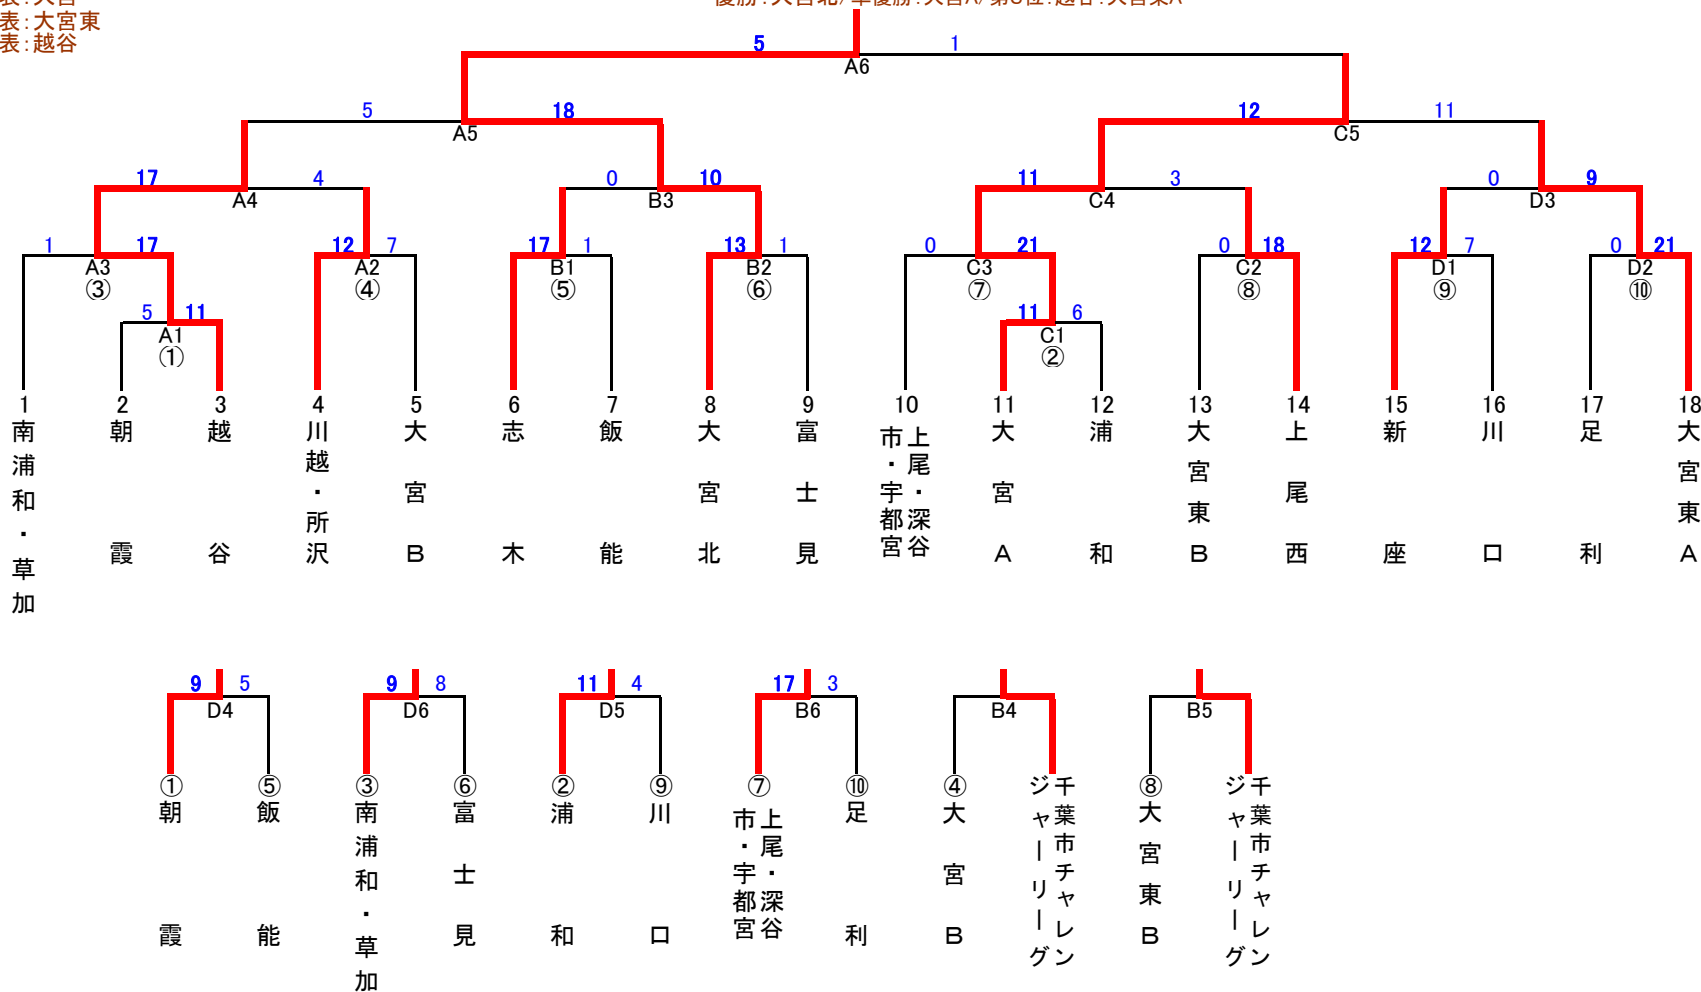 表：大宮東
表：越谷
5 1
A6
5 18 12 11
A5 C5
17 4 0 10 11 3 0 9
A4 B3 C4 D3
1 17 12 7 17 1 13 1 0 21 0 18 12 7 0 21
A3 A2 B1 B2 C3 C2 D1 D2
③ ④ ⑤ ⑥ ⑦ ⑧ ⑨ ⑩
5 11 11 6
A1 C1
① ②
1 2 3 4 5 6 7 8 9 10 11 12 13 14 15 16 17 18
南浦和・草加
朝霞
越谷
川越・所沢
大宮B
志木
飯能
大宮北
富士見
上尾・深谷
市・宇都宮
大宮A
浦和
大宮東B
上尾西
新座
川口
足利
大宮東A
9 5 9 8 11 4 17 3
D4 D6 D5 B6 B4 B5
① ⑤ ③ ⑥ ② ⑨ ⑦ ⑩ ④ ⑧
朝霞
飯能
南浦和・草加
富士見
浦和
川口
上尾・深谷
市・宇都宮
足利
大宮B
千葉市チャレン
ジャーリーグ
大宮東B
千葉市チャレン
ジャーリーグ